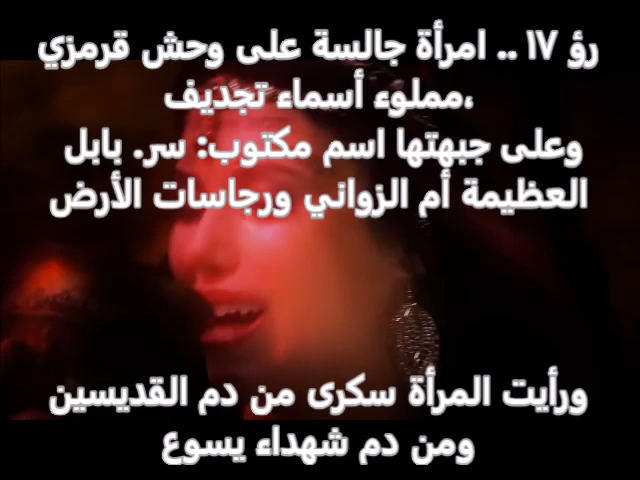 رؤ ١٧ .. امرأة جالسة على وحش قرمزي
،مملوء أسماء تجديف
وعلى جبهتها اسم مكتوب: سر. بابل
العظيمة أم الزواني ورجاسات الأرض
ورأيت المرأة سكرى من دم القديسين
ومن دم شهداء يسوع